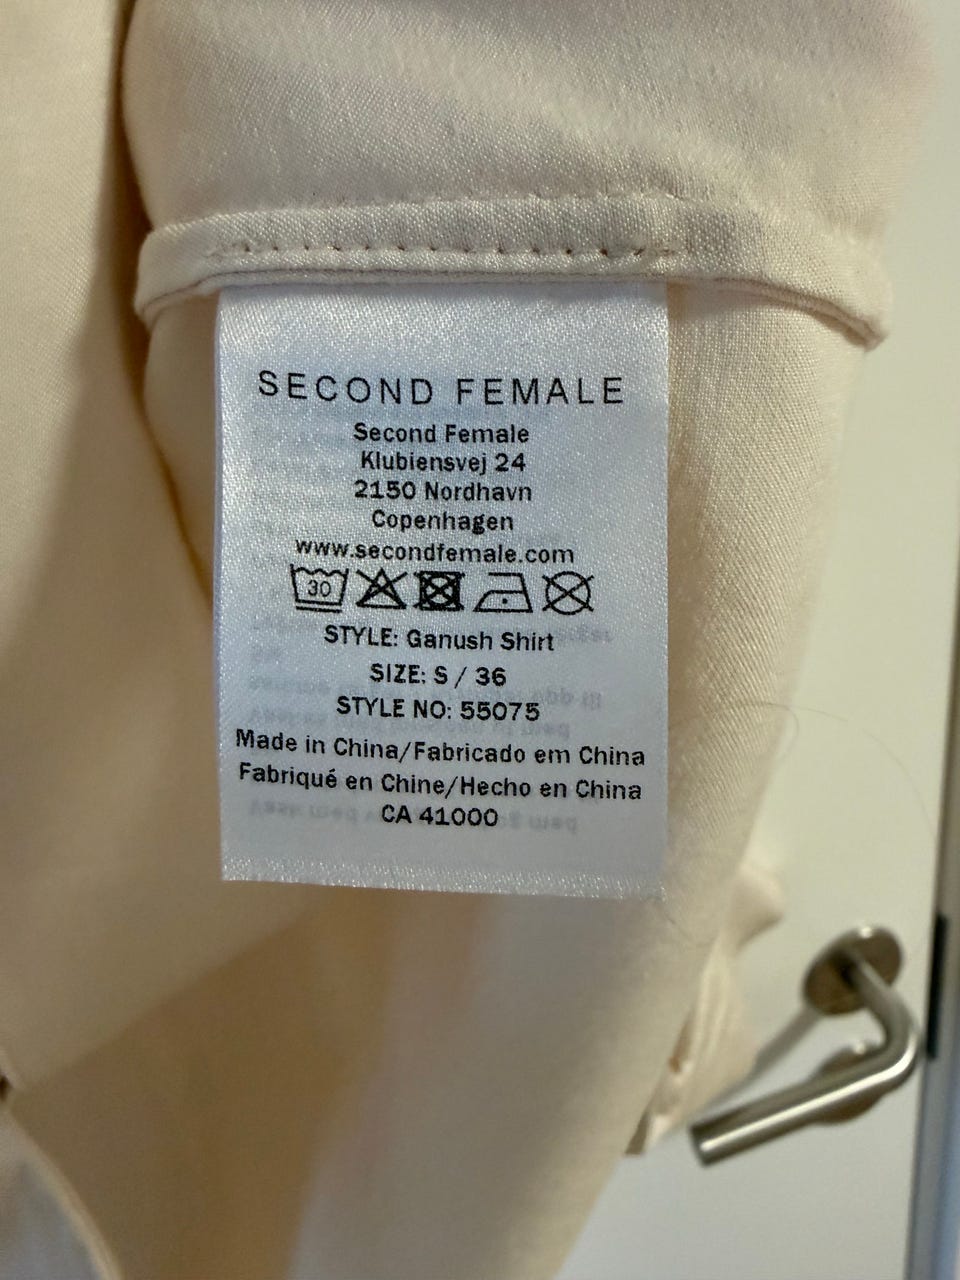 SECOND FEMALE
Second Female
Klubiensvej 24
2150 Nordhavn
Copenhagen
www.secondfemale.com
30
STYLE: Ganush Shirt
SIZE: S / 36
STYLE NO: 55075
Made in China/Fabricado em China
Fabriqué en Chine/Hecho en China
CA 41000